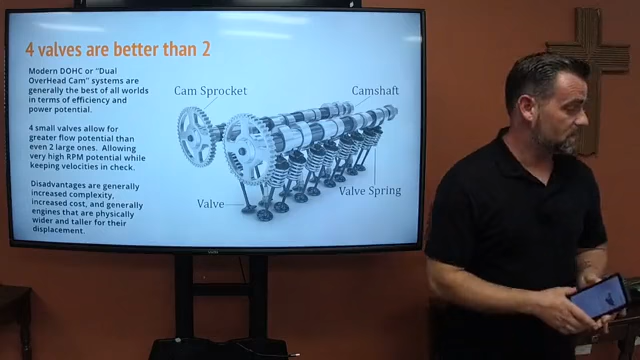 4 valves are better than 2
Modern DOHC or "Dual
OverHead Cam" systems are
generally the best of all worlds
in terms of efficiency and
power potential.
4 small valves allow for
greater flow potential than
even 2 large ones. Allowing
very high RPM potential while
keeping velocities in check.
Disadvantages are generally
increased complexity,
increased cost, and generally
engines that are physically
wider and taller for their
displacement.
Cam Sprocket
Camshaft
Valve
Valve Spring